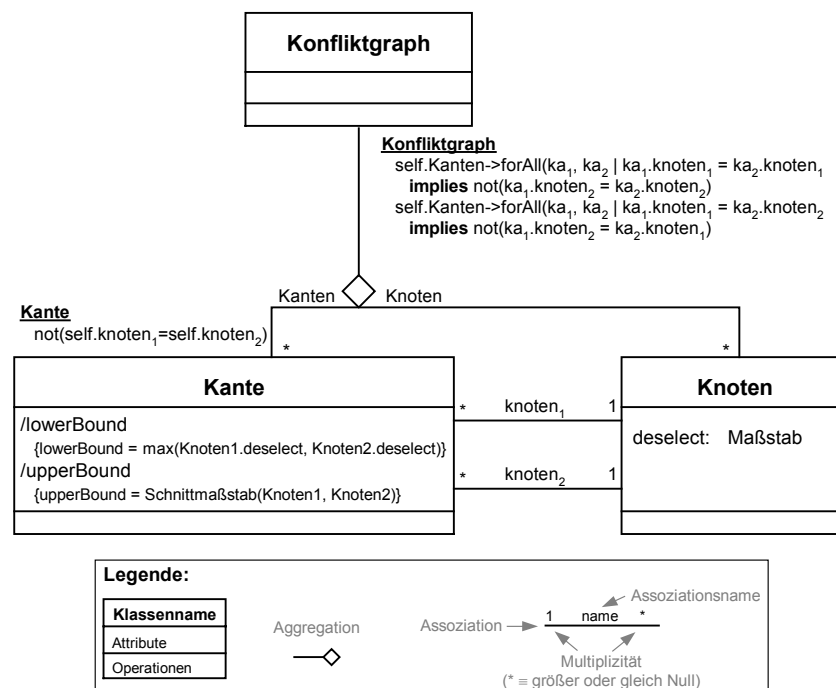 Konfliktgraph
Konfliktgraph
self.Kanten->forAll(ka₁, ka₂ | ka₁.knoten₁ = ka₂.knoten₁
implies not(ka₁.knoten₂ = ka₂.knoten₂)
self.Kanten->forAll(ka₁, ka₂ | ka₁.knoten₁ = ka₂.knoten₂
implies not(ka₁.knoten₂ = ka₂.knoten₁)
Kanten Knoten
Kante
not(self.knoten₁=self.knoten₂)
* *
Kante
/lowerBound
{lowerBound = max(Knoten1.deselect, Knoten2.deselect)}
/upperBound
{upperBound = Schnittmaßstab(Knoten1, Knoten2)}
* knoten₁ 1
* knoten₂ 1
Knoten
deselect: Maßstab
Legende:
Klassenname
Attribute
Operationen
Aggregation
Assoziation
1 name *
Assoziationsname
Multiplizität
(* ≡ größer oder gleich Null)